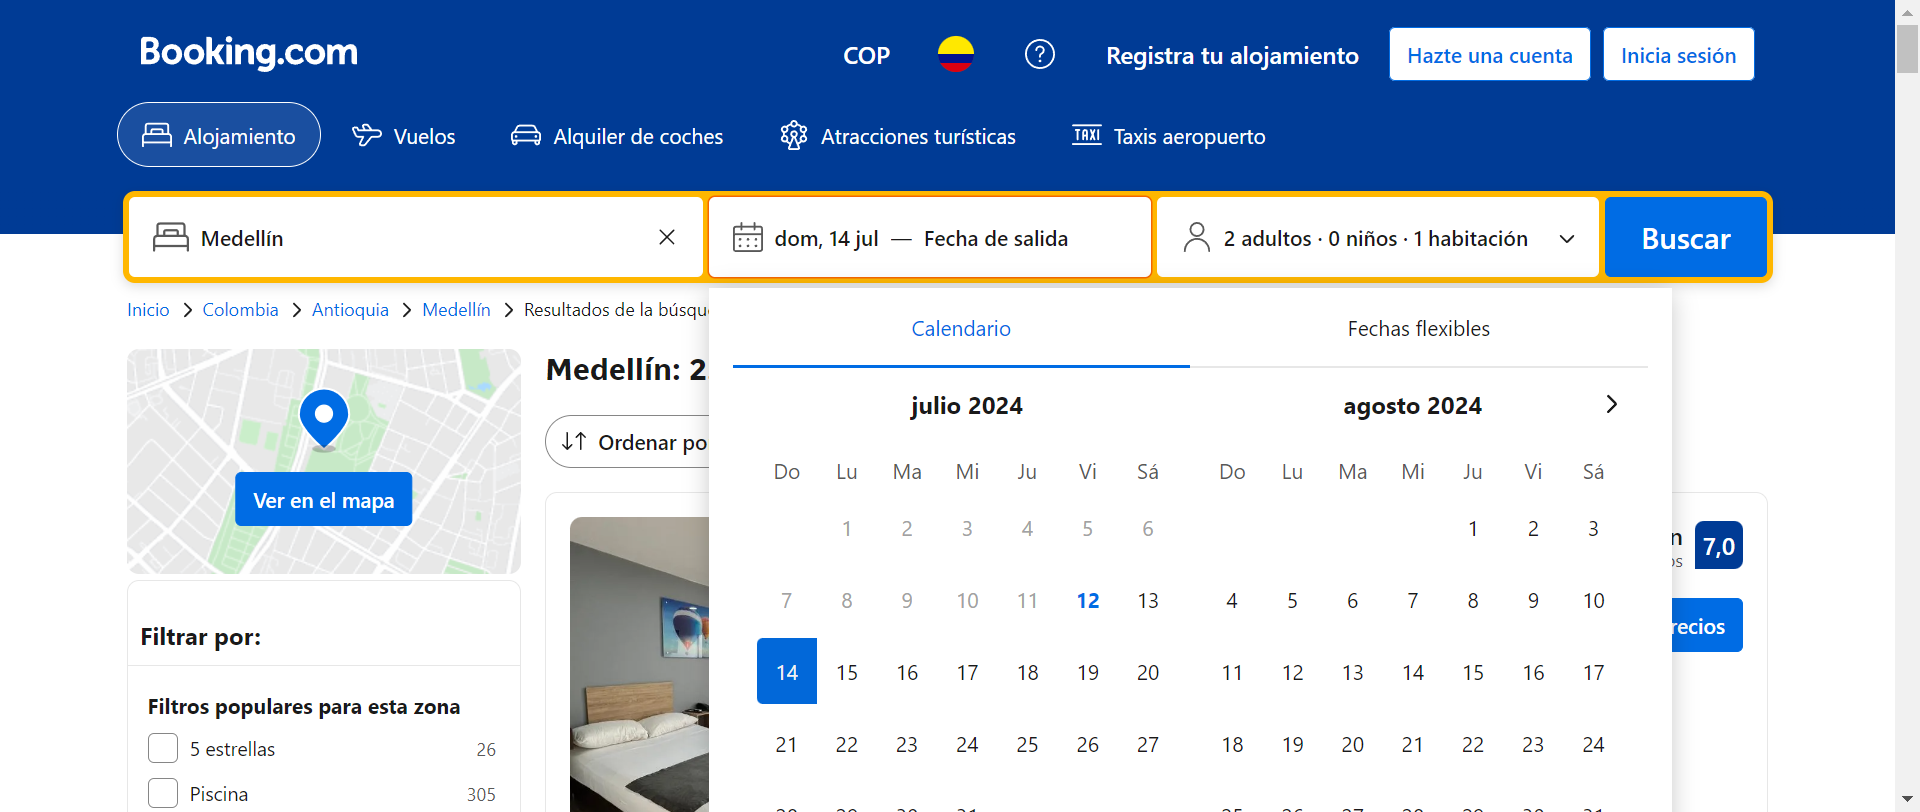 Booking.com
COP
Registra tu alojamiento
Hazte una cuenta
Inicia sesión
Alojamiento
Vuelos
Alquiler de coches
Atracciones turísticas
TAXI
Taxis aeropuerto
Medellín
dom, 14 jul — Fecha de salida
2 adultos · 0 niños · 1 habitación
Buscar
Inicio > Colombia > Antioquia > Medellín > Resultados de la búsqu
Calendario
Fechas flexibles
Ver en el mapa
Medellín: 2
Ordenar po
julio 2024
Do Lu Ma Mi Ju Vi Sá
1 2 3 4 5 6
7 8 9 10 11 12 13
14 15 16 17 18 19 20
21 22 23 24 25 26 27
agosto 2024
Do Lu Ma Mi Ju Vi Sá
1 2 3
4 5 6 7 8 9 10
11 12 13 14 15 16 17
18 19 20 21 22 23 24
n
os
7,0
recios
Filtrar por:
Filtros populares para esta zona
5 estrellas 26
Piscina 305